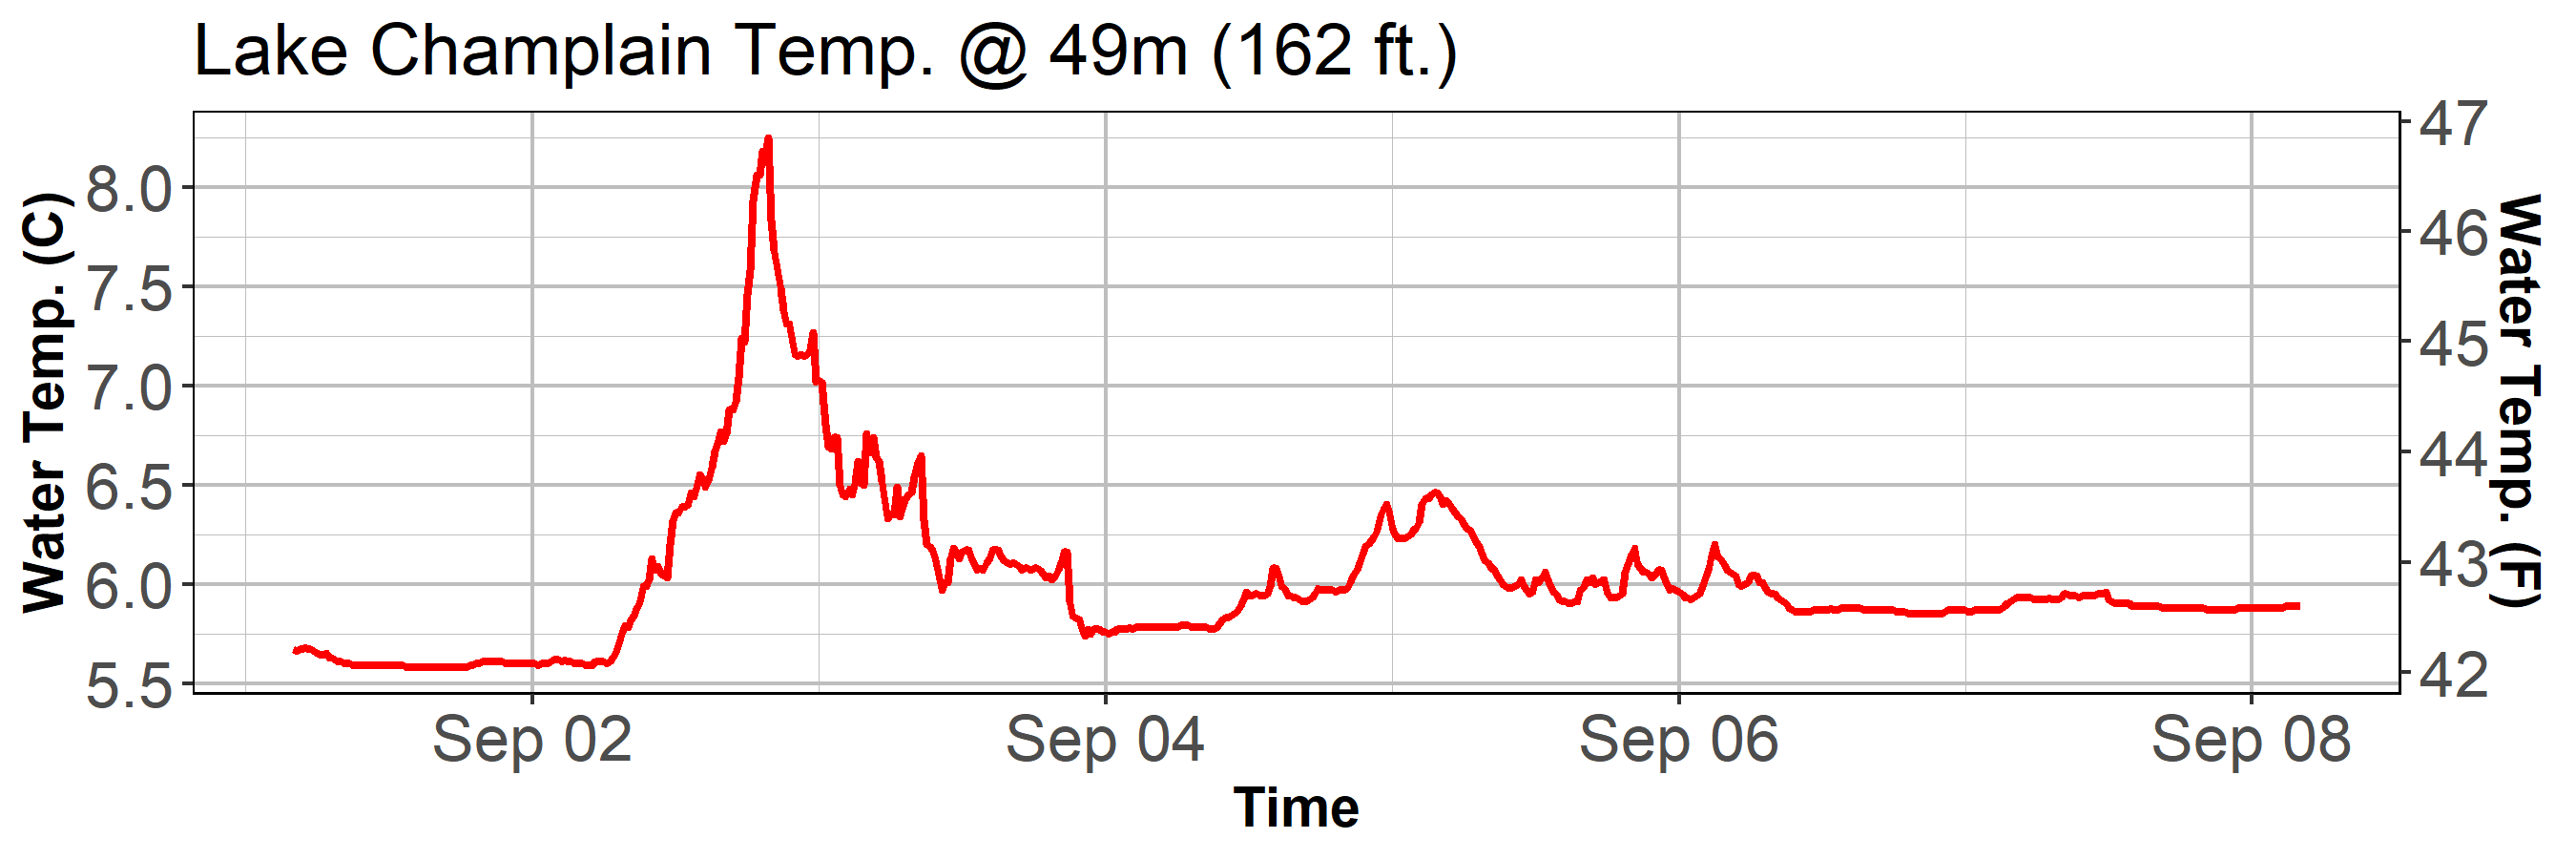 Lake Champlain Temp. @ 49m (162 ft.)
Water Temp. (C)
8.0
7.5
7.0
6.5
6.0
5.5
47
46
45
44
43
42
Water Temp. (F)
Sep 02 Sep 04 Sep 06 Sep 08
Time